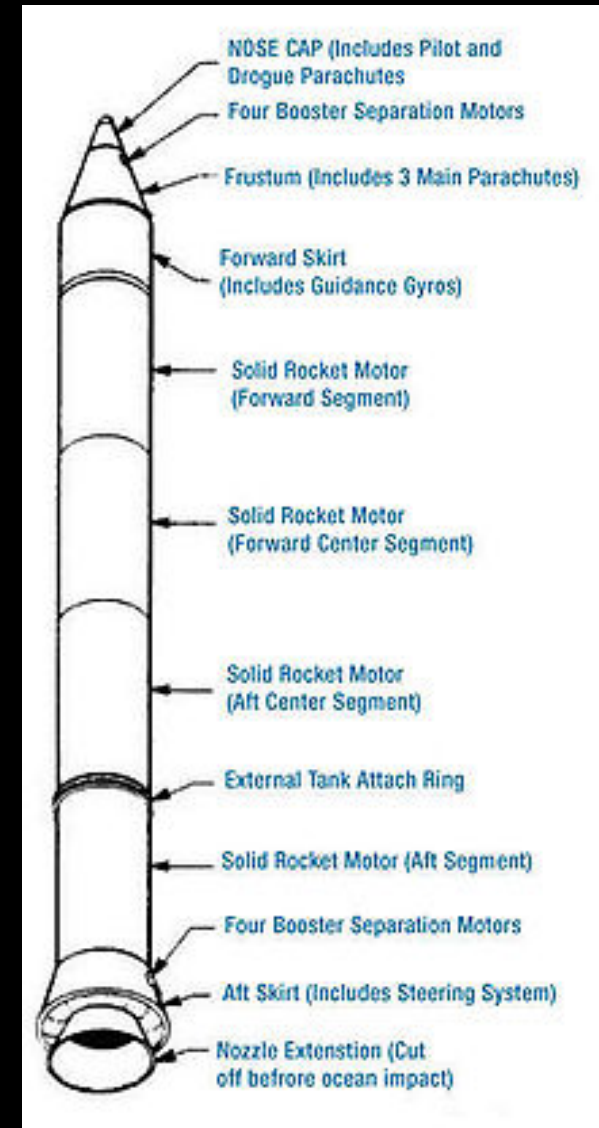 NOSE CAP (Includes Pilot and
Drogue Parachutes
Four Booster Separation Motors
Frustum (Includes 3 Main Parachutes)
Forward Skirt
(Includes Guidance Gyros)
Solid Rocket Motor
(Forward Segment)
Solid Rocket Motor
(Forward Center Segment)
Solid Rocket Motor
(Aft Center Segment)
External Tank Attach Ring
Solid Rocket Motor (Aft Segment)
Four Booster Separation Motors
Aft Skirt (Includes Steering System)
Nozzle Extenstion (Cut
off befrore ocean impact)